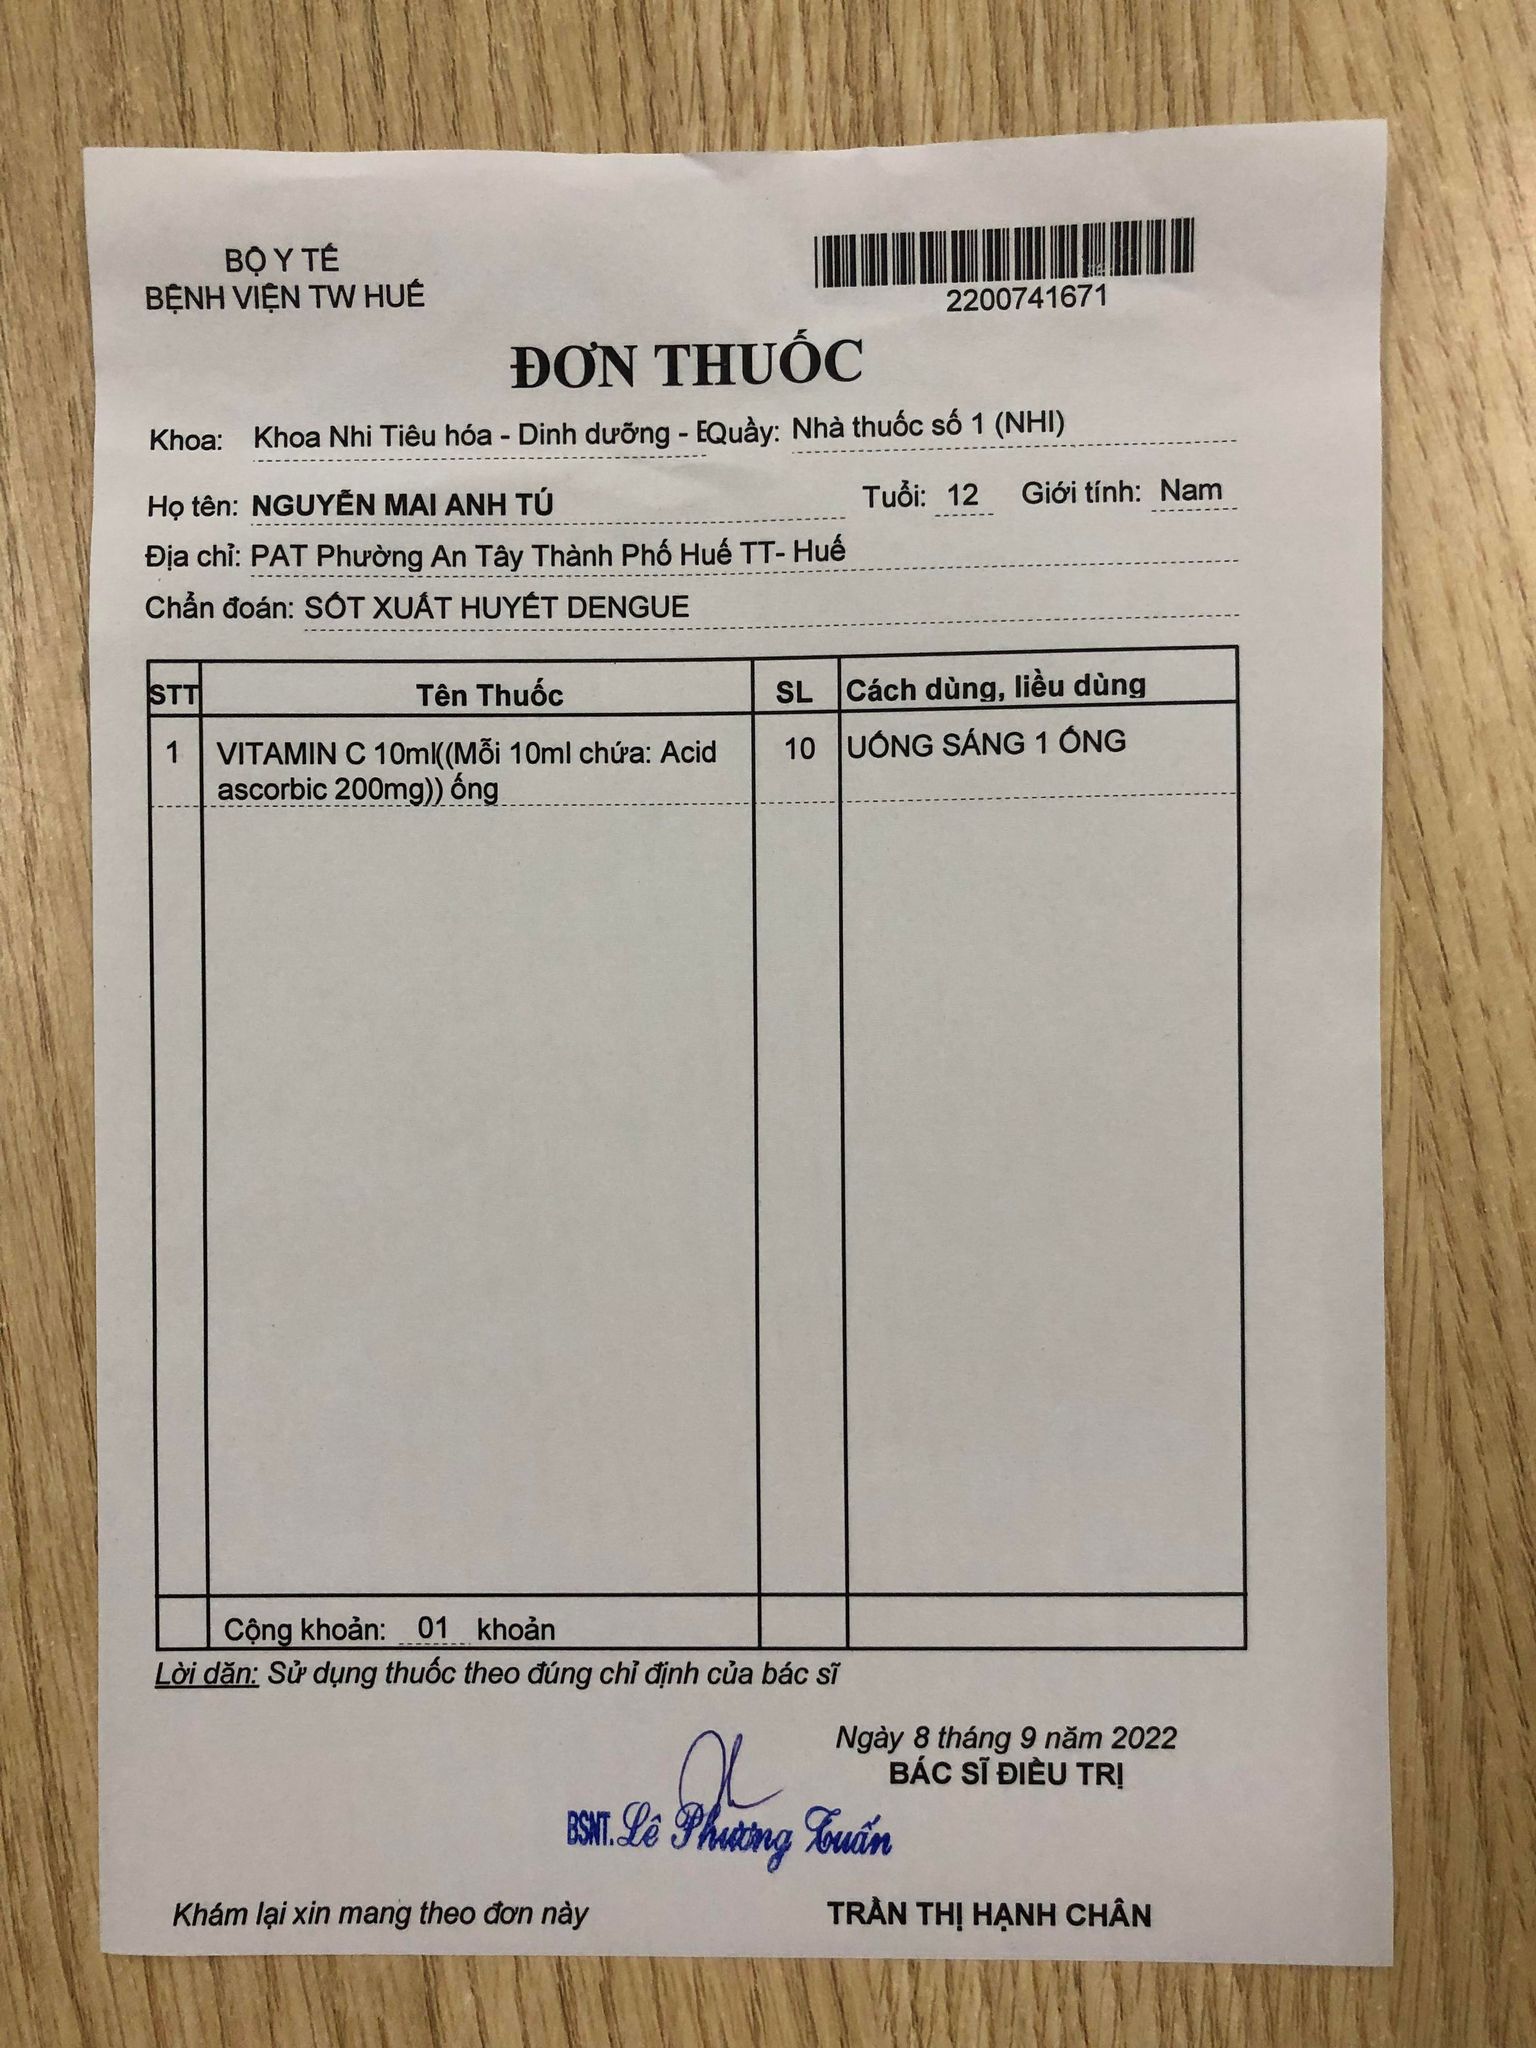 BỘ Y TẾ
BỆNH VIỆN TW HUẾ
2200741671
ĐƠN THUỐC
Khoa: Khoa Nhi Tiêu hóa - Dinh dưỡng - Quầy: Nhà thuốc số 1 (NHI)
Họ tên: NGUYỄN MAI ANH TÚ Tuổi: 12 Giới tính: Nam
Địa chỉ: PAT Phường An Tây Thành Phố Huế TT- Huế
Chẩn đoán: SỐT XUẤT HUYẾT DENGUE
STT Tên Thuốc SL Cách dùng, liều dùng
1 VITAMIN C 10ml((Mỗi 10ml chứa: Acid 10 UỐNG SÁNG 1 ỐNG
ascorbic 200mg)) ống
Cộng khoản: 01 khoản
Lời dặn: Sử dụng thuốc theo đúng chỉ định của bác sĩ
Ngày 8 tháng 9 năm 2022
BÁC SĨ ĐIỀU TRỊ
BSNT. Lê Phương Tuấn
Khám lại xin mang theo đơn này TRẦN THỊ HẠNH CHÂN